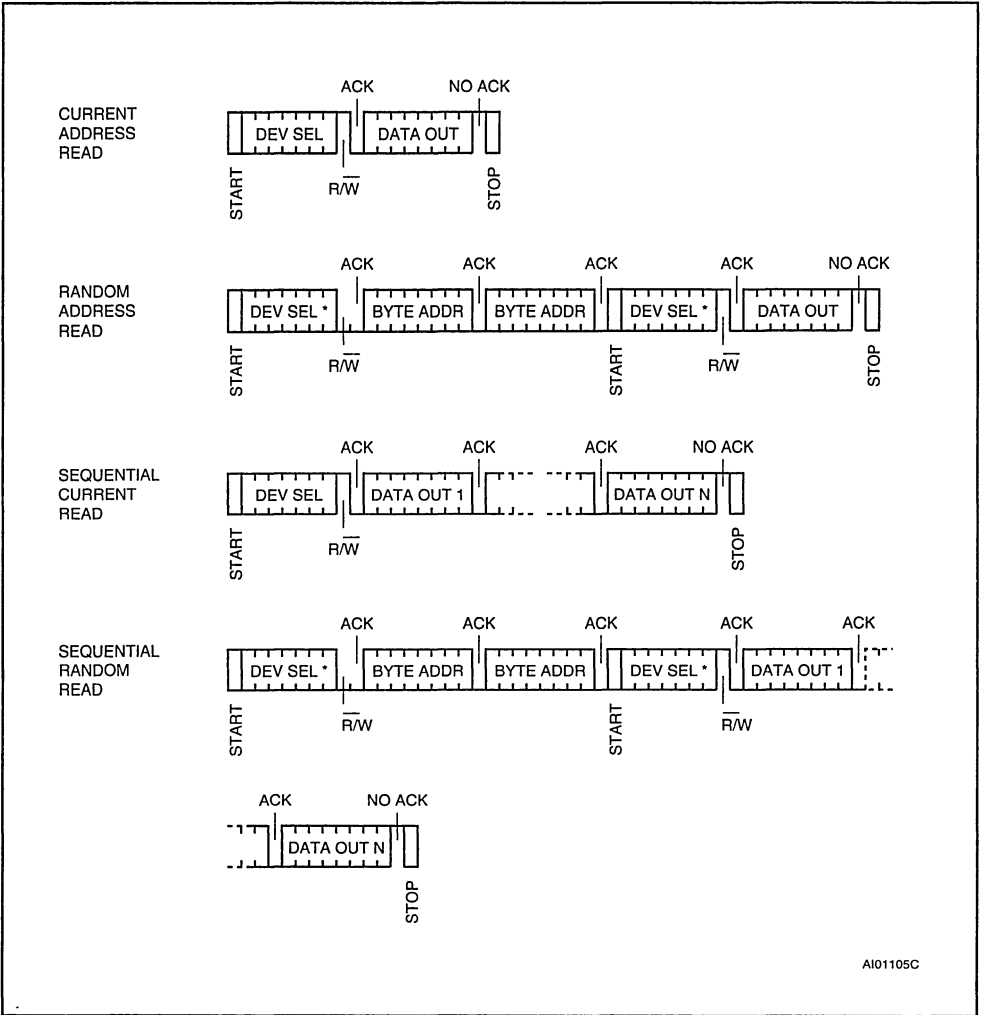 ACK NO ACK
CURRENT
ADDRESS
READ
DEV SEL DATA OUT
START R/W̅ STOP
ACK ACK ACK ACK NO ACK
RANDOM
ADDRESS
READ
DEV SEL * BYTE ADDR BYTE ADDR DEV SEL * DATA OUT
START R/W̅ START R/W̅ STOP
ACK ACK ACK NO ACK
SEQUENTIAL
CURRENT
READ
DEV SEL DATA OUT 1 DATA OUT N
START R/W̅ STOP
ACK ACK ACK ACK ACK
SEQUENTIAL
RANDOM
READ
DEV SEL * BYTE ADDR BYTE ADDR DEV SEL * DATA OUT 1
START R̅/W START R̅/W
ACK NO ACK
DATA OUT N
STOP
AI01105C